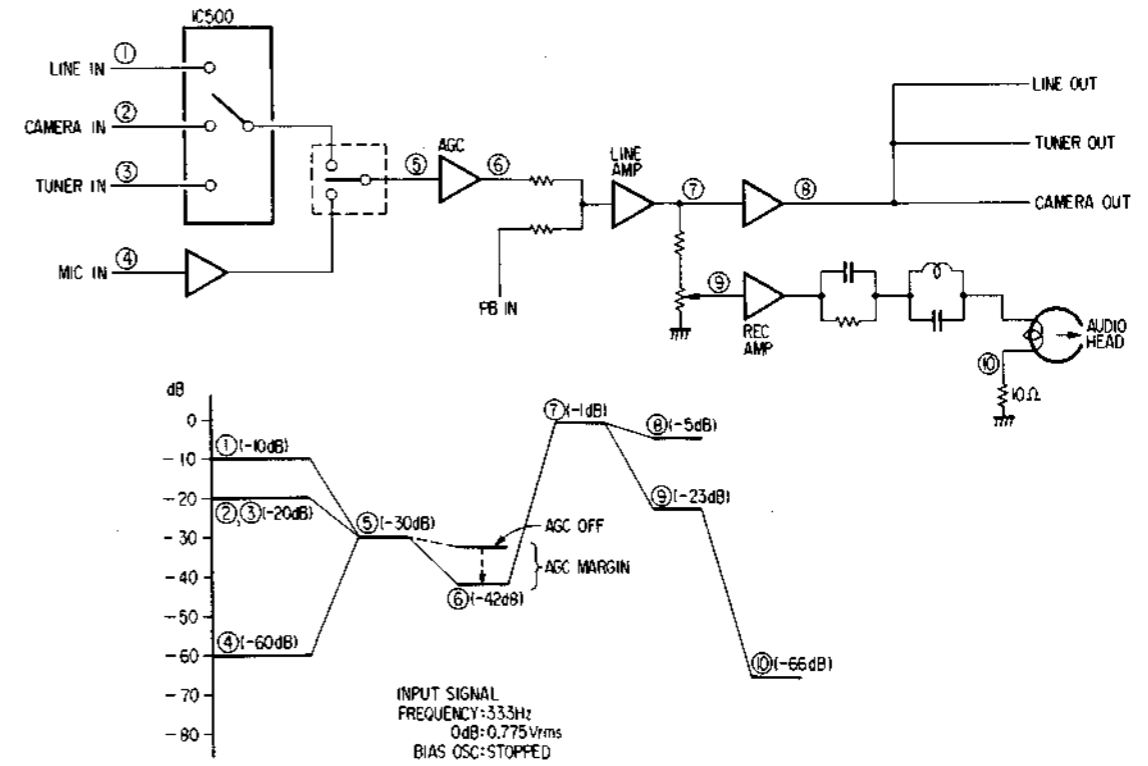 IC500
①
LINE IN
②
CAMERA IN
③
TUNER IN
④
MIC IN
⑤
AGC
⑥
PB IN
LINE
AMP
⑦
⑧
LINE OUT
TUNER OUT
CAMERA OUT
⑨
REC
AMP
AUDIO
HEAD
⑩
10Ω
dB
0
-10
-20
-30
-40
-50
-60
-70
-80
①(-10dB)
②,③(-20dB)
④(-60dB)
⑤(-30dB)
⑥(-42dB)
AGC OFF
AGC MARGIN
⑦(-1dB)
⑧(-5dB)
⑨(-23dB)
⑩(-66dB)
INPUT SIGNAL
FREQUENCY:333Hz
0dB:0.775Vrms
BIAS OSC:STOPPED